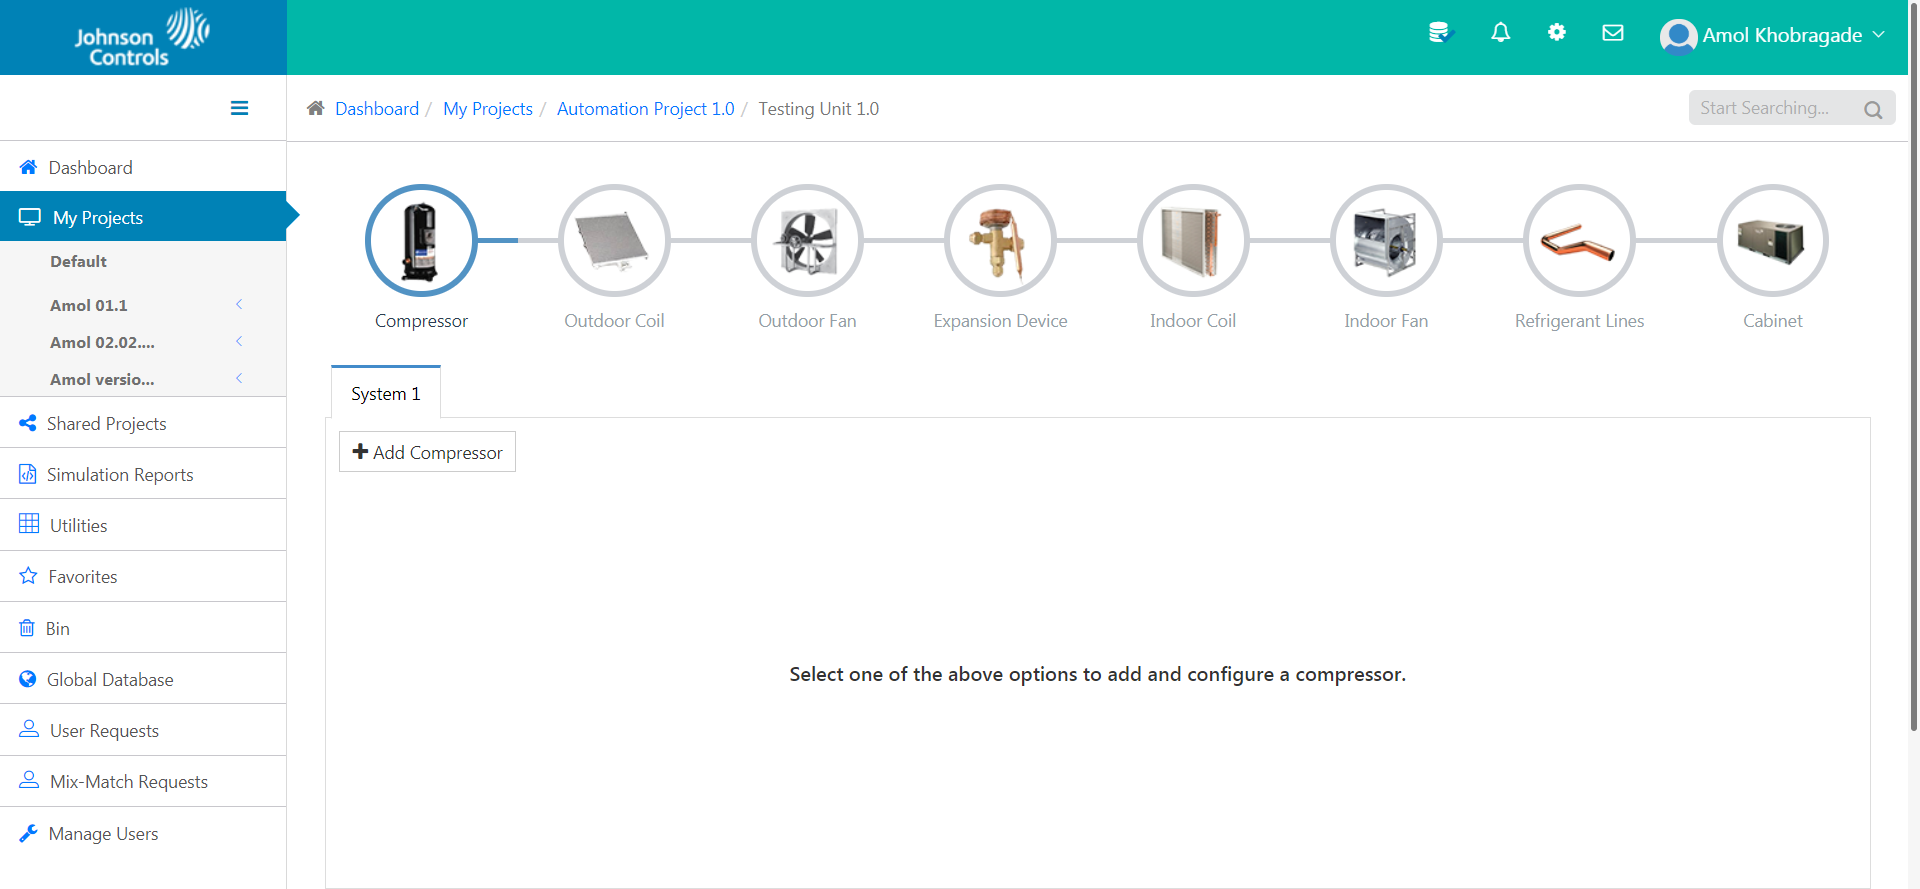 Johnson
Controls
Amol Khobragade
Dashboard / My Projects / Automation Project 1.0 / Testing Unit 1.0
Start Searching...
Dashboard
My Projects
Default
Amol 01.1
Amol 02.02....
Amol versio...
Shared Projects
Simulation Reports
Utilities
Favorites
Bin
Global Database
User Requests
Mix-Match Requests
Manage Users
Compressor
Outdoor Coil
Outdoor Fan
Expansion Device
Indoor Coil
Indoor Fan
Refrigerant Lines
Cabinet
System 1
Add Compressor
Select one of the above options to add and configure a compressor.